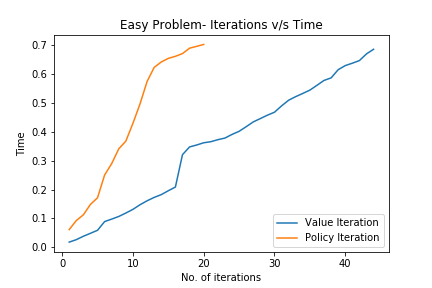 Easy Problem- Iterations v/s Time
Time
0.7
0.6
0.5
0.4
0.3
0.2
0.1
0.0
0 10 20 30 40
No. of iterations
Value Iteration
Policy Iteration